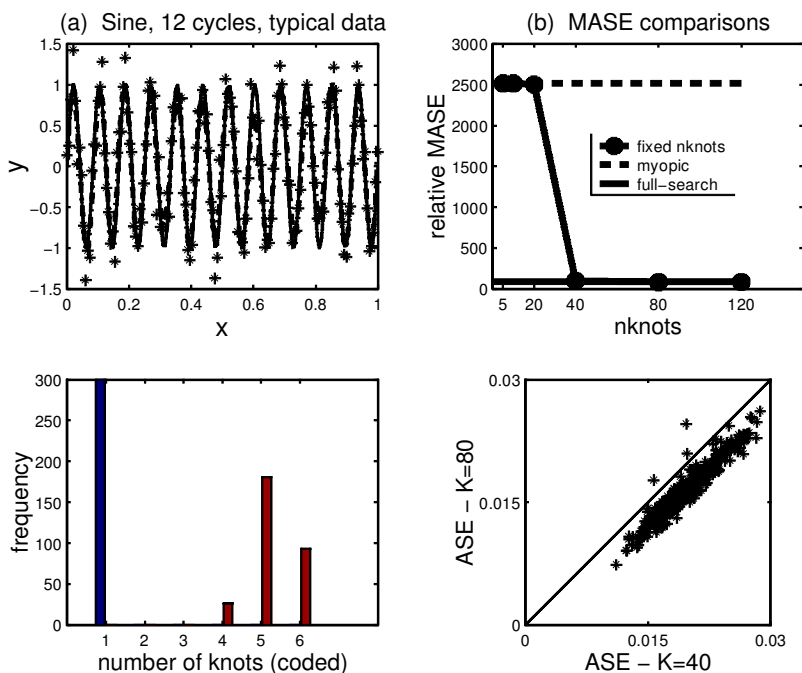 (a) Sine, 12 cycles, typical data
1.5
1
0.5
0
−0.5
−1
−1.5
y
0 0.2 0.4 0.6 0.8 1
x
(b) MASE comparisons
3000
2500
2000
1500
1000
500
0
relative MASE
fixed nknots
myopic
full−search
5 20 40 80 120
nknots
300
250
200
150
100
50
0
frequency
1 2 3 4 5 6
number of knots (coded)
0.03
0.015
0
ASE − K=80
0 0.015 0.03
ASE − K=40